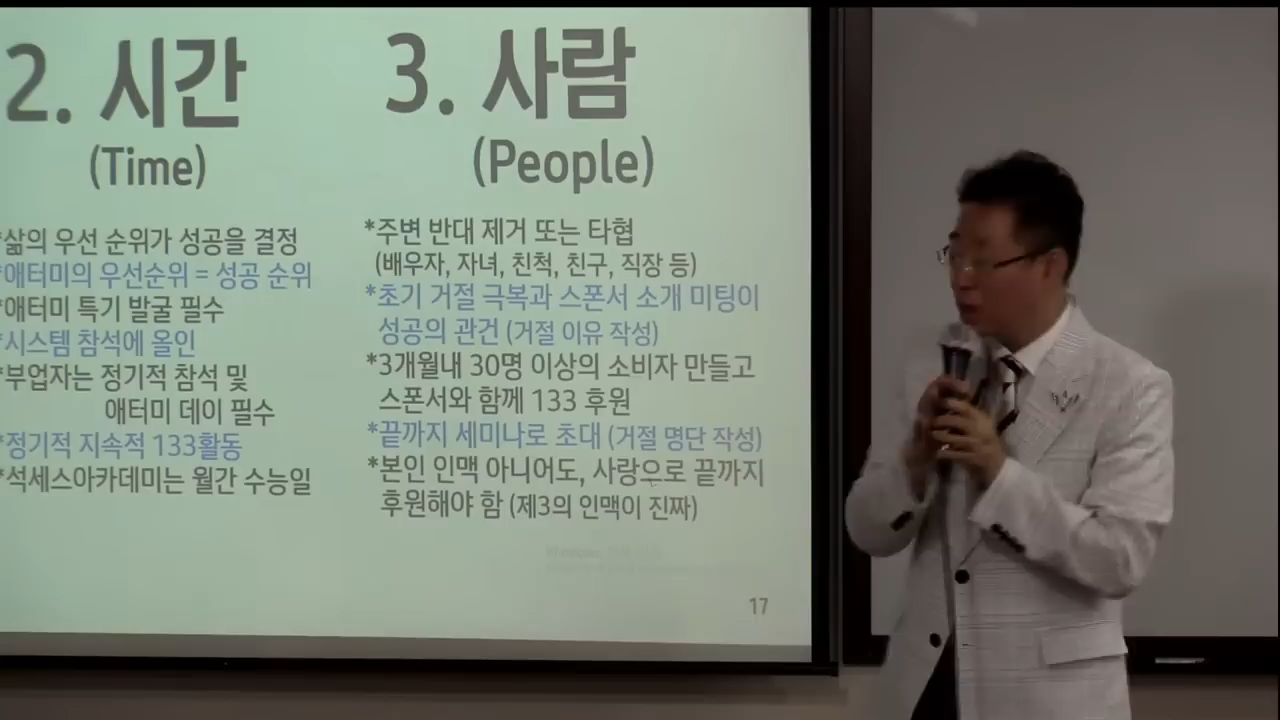 2. 시간
(Time)
*삶의 우선 순위가 성공을 결정
*애터미의 우선순위 = 성공 순위
*애터미 특기 발굴 필수
*시스템 참석에 올인
*부업자는 정기적 참석 및
애터미 데이 필수
*정기적 지속적 133활동
*석세스아카데미는 월간 수능일
3. 사람
(People)
*주변 반대 제거 또는 타협
(배우자, 자녀, 친척, 친구, 직장 등)
*초기 거절 극복과 스폰서 소개 미팅이
성공의 관건 (거절 이유 작성)
*3개월내 30명 이상의 소비자 만들고
스폰서와 함께 133 후원
*끝까지 세미나로 초대 (거절 명단 작성)
*본인 인맥 아니어도, 사랑으로 끝까지
후원해야 함 (제3의 인맥이 진짜)
17